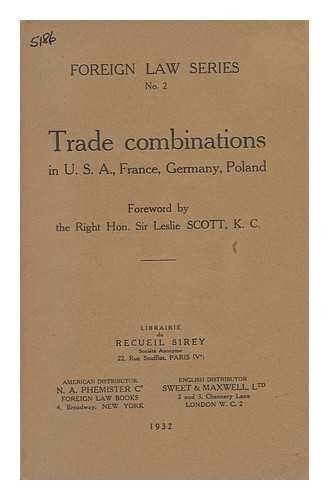 5186
FOREIGN LAW SERIES
No. 2
Trade combinations
in U. S. A., France, Germany, Poland
Foreword by
the Right Hon. Sir Leslie SCOTT, K. C.
LIBRAIRIE
du
RECUEIL SIREY
Société Anonyme
22, Rue Soufflot, PARIS (Vᵉ)
AMERICAN DISTRIBUTOR
N. A. PHEMISTER Cº
FOREIGN LAW BOOKS
4, Broadway, NEW YORK
ENGLISH DISTRIBUTOR
SWEET & MAXWELL, LTD
2 and 3, Chancery Lane
LONDON W. C. 2
1932